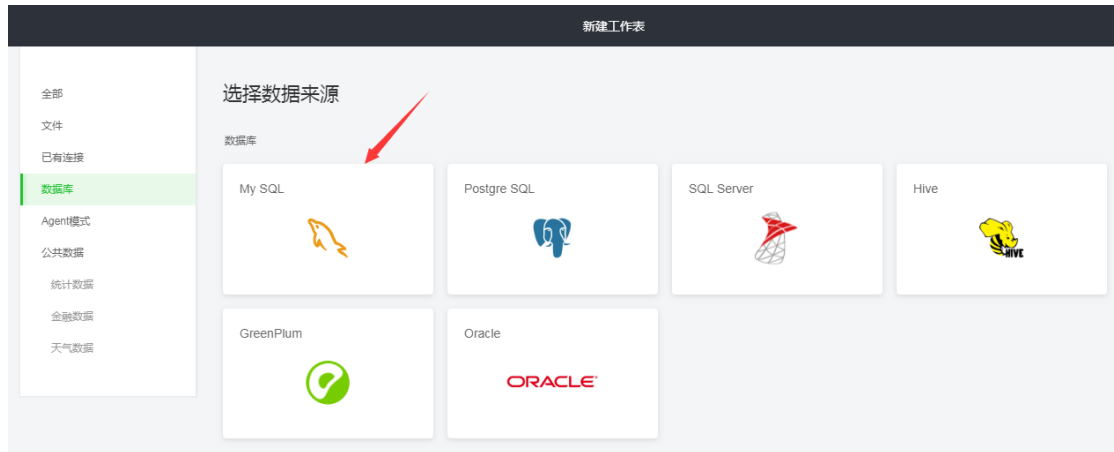 新建工作表
全部
文件
已有连接
数据库
Agent模式
公共数据
统计数据
金融数据
天气数据
选择数据来源
数据库
My SQL
Postgre SQL
SQL Server
Hive
HIVE
GreenPlum
Oracle
ORACLE